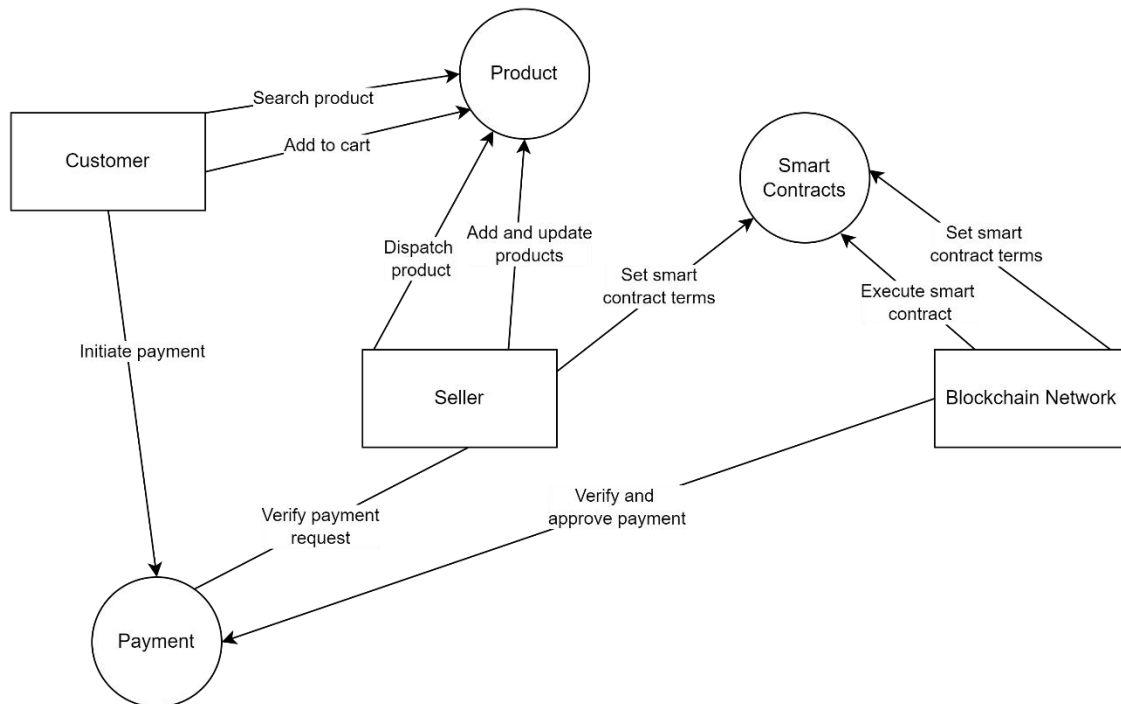 Product
Search product
Add to cart
Customer
Smart
Contracts
Dispatch
product
Add and update
products
Set smart
contract terms
Set smart
contract terms
Execute smart
contract
Initiate payment
Seller
Blockchain Network
Verify payment
request
Verify and
approve payment
Payment